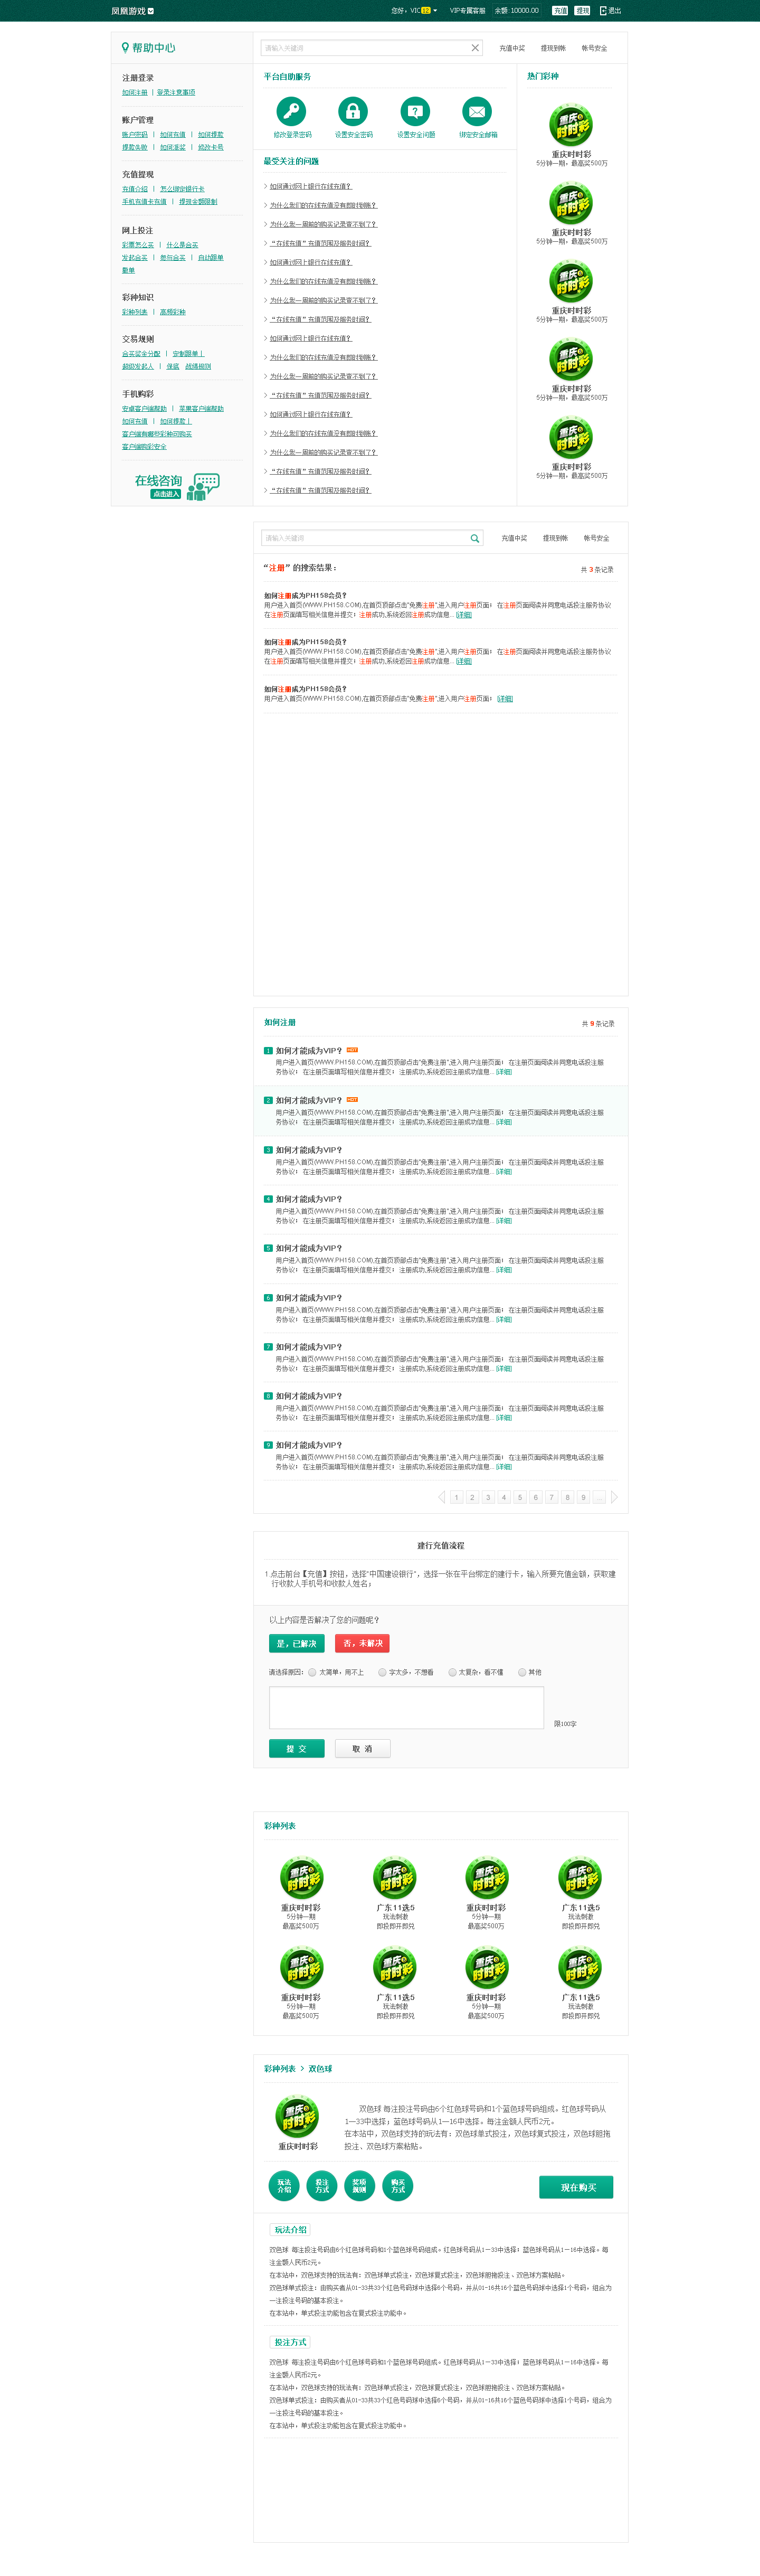 凤凰游戏
您好，VIC 12 VIP专属客服 余额：10000.00 充值 提现 退出
帮助中心
注册登录
如何注册 | 登录注意事项
账户管理
账户密码 | 如何充值 | 如何提款
提款失败 | 如何派奖 | 修改卡号
充值提现
充值介绍 | 怎么绑定银行卡
手机充值卡充值 | 提现金额限制
网上投注
彩票怎么买 | 什么是合买
发起合买 | 参与合买 | 自动跟单
撤单
彩种知识
彩种列表 | 高频彩种
交易规则
合买奖金分配 | 定制跟单 |
超级发起人 | 保底 战绩规则
手机购彩
安卓客户端帮助 | 苹果客户端帮助
如何充值 | 如何提款 |
客户端有哪些彩种可购买
客户端购彩安全
在线咨询
点击进入
请输入关键词
充值中奖 提现到帐 帐号安全
平台自助服务
修改登录密码 设置安全密码 设置安全问题 绑定安全邮箱
最受关注的问题
如何通过网上银行在线充值？
为什么我们的在线充值没有即时到账？
为什么我一周前的购买记录查不到了？
“在线充值”充值范围及服务时间？
如何通过网上银行在线充值？
为什么我们的在线充值没有即时到账？
为什么我一周前的购买记录查不到了？
“在线充值”充值范围及服务时间？
如何通过网上银行在线充值？
为什么我们的在线充值没有即时到账？
为什么我一周前的购买记录查不到了？
“在线充值”充值范围及服务时间？
如何通过网上银行在线充值？
为什么我们的在线充值没有即时到账？
为什么我一周前的购买记录查不到了？
“在线充值”充值范围及服务时间？
“在线充值”充值范围及服务时间？
热门彩种
重庆时时彩
重庆时时彩
5分钟一期，最高奖500万
重庆时时彩
重庆时时彩
5分钟一期，最高奖500万
重庆时时彩
重庆时时彩
5分钟一期，最高奖500万
重庆时时彩
重庆时时彩
5分钟一期，最高奖500万
重庆时时彩
重庆时时彩
5分钟一期，最高奖500万
请输入关键词
充值中奖 提现到帐 帐号安全
“注册”的搜索结果：
共 3 条记录
如何注册成为PH158会员？
用户进入首页(WWW.PH158.COM),在首页顶部点击"免费注册",进入用户注册页面； 在注册页面阅读并同意电话投注服务协议
在注册页面填写相关信息并提交； 注册成功,系统返回注册成功信息... [详细]
如何注册成为PH158会员？
用户进入首页(WWW.PH158.COM),在首页顶部点击"免费注册",进入用户注册页面； 在注册页面阅读并同意电话投注服务协议
在注册页面填写相关信息并提交； 注册成功,系统返回注册成功信息... [详细]
如何注册成为PH158会员？
用户进入首页(WWW.PH158.COM),在首页顶部点击"免费注册",进入用户注册页面； [详细]
如何注册
共 9 条记录
1 如何才能成为VIP？ HOT
用户进入首页(WWW.PH158.COM),在首页顶部点击"免费注册",进入用户注册页面； 在注册页面阅读并同意电话投注服
务协议； 在注册页面填写相关信息并提交； 注册成功,系统返回注册成功信息... [详细]
2 如何才能成为VIP？ HOT
用户进入首页(WWW.PH158.COM),在首页顶部点击"免费注册",进入用户注册页面； 在注册页面阅读并同意电话投注服
务协议； 在注册页面填写相关信息并提交； 注册成功,系统返回注册成功信息... [详细]
3 如何才能成为VIP？
用户进入首页(WWW.PH158.COM),在首页顶部点击"免费注册",进入用户注册页面； 在注册页面阅读并同意电话投注服
务协议； 在注册页面填写相关信息并提交； 注册成功,系统返回注册成功信息... [详细]
4 如何才能成为VIP？
用户进入首页(WWW.PH158.COM),在首页顶部点击"免费注册",进入用户注册页面； 在注册页面阅读并同意电话投注服
务协议； 在注册页面填写相关信息并提交； 注册成功,系统返回注册成功信息... [详细]
5 如何才能成为VIP？
用户进入首页(WWW.PH158.COM),在首页顶部点击"免费注册",进入用户注册页面； 在注册页面阅读并同意电话投注服
务协议； 在注册页面填写相关信息并提交； 注册成功,系统返回注册成功信息... [详细]
6 如何才能成为VIP？
用户进入首页(WWW.PH158.COM),在首页顶部点击"免费注册",进入用户注册页面； 在注册页面阅读并同意电话投注服
务协议； 在注册页面填写相关信息并提交； 注册成功,系统返回注册成功信息... [详细]
7 如何才能成为VIP？
用户进入首页(WWW.PH158.COM),在首页顶部点击"免费注册",进入用户注册页面； 在注册页面阅读并同意电话投注服
务协议； 在注册页面填写相关信息并提交； 注册成功,系统返回注册成功信息... [详细]
8 如何才能成为VIP？
用户进入首页(WWW.PH158.COM),在首页顶部点击"免费注册",进入用户注册页面； 在注册页面阅读并同意电话投注服
务协议； 在注册页面填写相关信息并提交； 注册成功,系统返回注册成功信息... [详细]
9 如何才能成为VIP？
用户进入首页(WWW.PH158.COM),在首页顶部点击"免费注册",进入用户注册页面； 在注册页面阅读并同意电话投注服
务协议； 在注册页面填写相关信息并提交； 注册成功,系统返回注册成功信息... [详细]
1 2 3 4 5 6 7 8 9 ...
建行充值流程
1.点击前台【充值】按钮，选择"中国建设银行"，选择一张在平台绑定的建行卡，输入所要充值金额，获取建
行收款人手机号和收款人姓名；
以上内容是否解决了您的问题呢？
是，已解决 否，未解决
请选择原因： 太简单，用不上 字太多，不想看 太复杂，看不懂 其他
限100字
提 交 取 消
彩种列表
重庆时时彩 重庆时时彩 重庆时时彩 重庆时时彩
重庆时时彩 广东11选5 重庆时时彩 广东11选5
5分钟一期 玩法刺激 5分钟一期 玩法刺激
最高奖500万 即投即开即兑 最高奖500万 即投即开即兑
重庆时时彩 重庆时时彩 重庆时时彩 重庆时时彩
重庆时时彩 广东11选5 重庆时时彩 广东11选5
5分钟一期 玩法刺激 5分钟一期 玩法刺激
最高奖500万 即投即开即兑 最高奖500万 即投即开即兑
彩种列表 > 双色球
重庆时时彩
重庆时时彩
双色球 每注投注号码由6个红色球号码和1个蓝色球号码组成。红色球号码从
1—33中选择；蓝色球号码从1—16中选择。每注金额人民币2元。
在本站中，双色球支持的玩法有：双色球单式投注，双色球复式投注，双色球胆拖
投注、双色球方案粘贴。
玩法介绍 投注方式 奖项规则 购买方式
现在购买
玩法介绍
双色球 每注投注号码由6个红色球号码和1个蓝色球号码组成。红色球号码从1—33中选择；蓝色球号码从1—16中选择。每
注金额人民币2元。
在本站中，双色球支持的玩法有：双色球单式投注，双色球复式投注，双色球胆拖投注、双色球方案粘贴。
双色球单式投注：由购买者从01-33共33个红色号码球中选择6个号码，并从01-16共16个蓝色号码球中选择1个号码，组合为
一注投注号码的基本投注。
在本站中，单式投注功能包含在复式投注功能中。
投注方式
双色球 每注投注号码由6个红色球号码和1个蓝色球号码组成。红色球号码从1—33中选择；蓝色球号码从1—16中选择。每
注金额人民币2元。
在本站中，双色球支持的玩法有：双色球单式投注，双色球复式投注，双色球胆拖投注、双色球方案粘贴。
双色球单式投注：由购买者从01-33共33个红色号码球中选择6个号码，并从01-16共16个蓝色号码球中选择1个号码，组合为
一注投注号码的基本投注。
在本站中，单式投注功能包含在复式投注功能中。